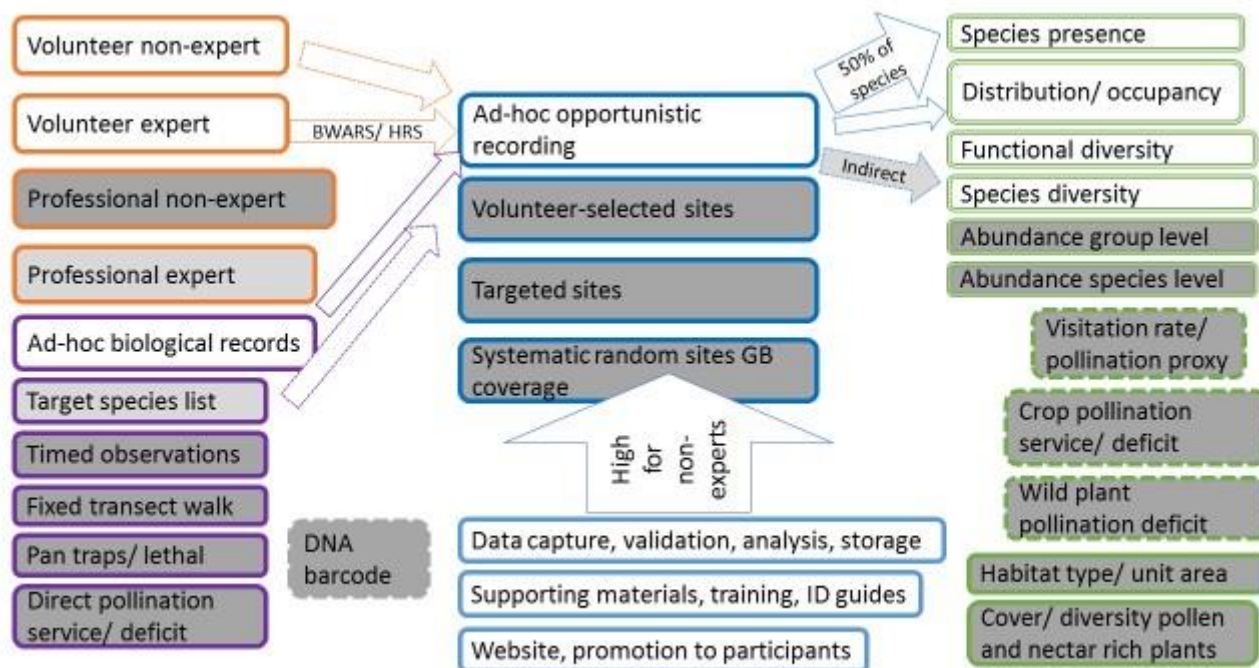 Volunteer non-expert
Volunteer expert
BWARS/ HRS
Professional non-expert
Professional expert
Ad-hoc biological records
Target species list
Timed observations
Fixed transect walk
Pan traps/ lethal
Direct pollination
service/ deficit
DNA
barcode
Ad-hoc opportunistic
recording
Volunteer-selected sites
Targeted sites
Systematic random sites GB
coverage
High
for
non-
experts
Data capture, validation, analysis, storage
Supporting materials, training, ID guides
Website, promotion to participants
50% of
species
Indirect
Species presence
Distribution/ occupancy
Functional diversity
Species diversity
Abundance group level
Abundance species level
Visitation rate/
pollination proxy
Crop pollination
service/ deficit
Wild plant
pollination deficit
Habitat type/ unit area
Cover/ diversity pollen
and nectar rich plants